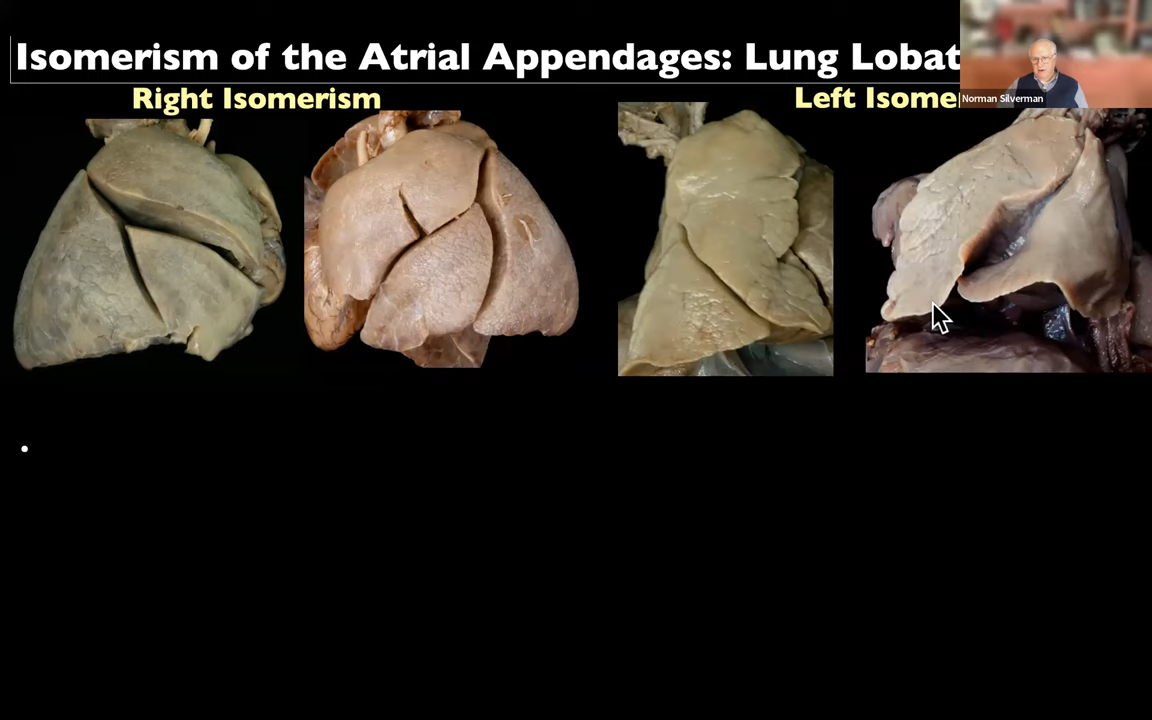 Isomerism of the Atrial Appendages: Lung Lobat
Right Isomerism
Left Isome
Norman Silverman